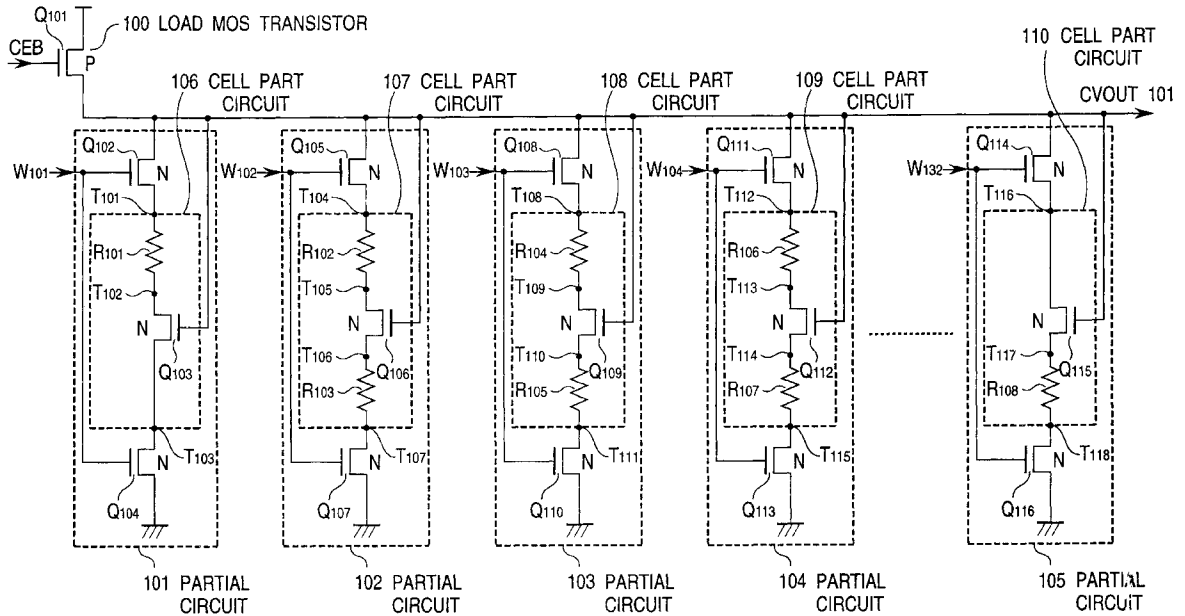 Q101
100 LOAD MOS TRANSISTOR
CEB
P
106 CELL PART
CIRCUIT
107 CELL PART
CIRCUIT
108 CELL PART
CIRCUIT
109 CELL PART
CIRCUIT
110 CELL PART
CIRCUIT
CVOUT 101
Q102
N
W101
T101
R101
T102
N
Q103
T103
N
Q104
101 PARTIAL
CIRCUIT
Q105
N
W102
T104
R102
T105
N
T106
Q106
R103
T107
N
Q107
102 PARTIAL
CIRCUIT
Q108
N
W103
T108
R104
T109
N
T110
Q109
R105
T111
N
Q110
103 PARTIAL
CIRCUIT
Q111
N
W104
T112
R106
T113
N
T114
Q112
R107
T115
N
Q113
104 PARTIAL
CIRCUIT
Q114
N
W132
T116
N
T117
Q115
R108
T118
N
Q116
105 PARTIAL
CIRCUIT